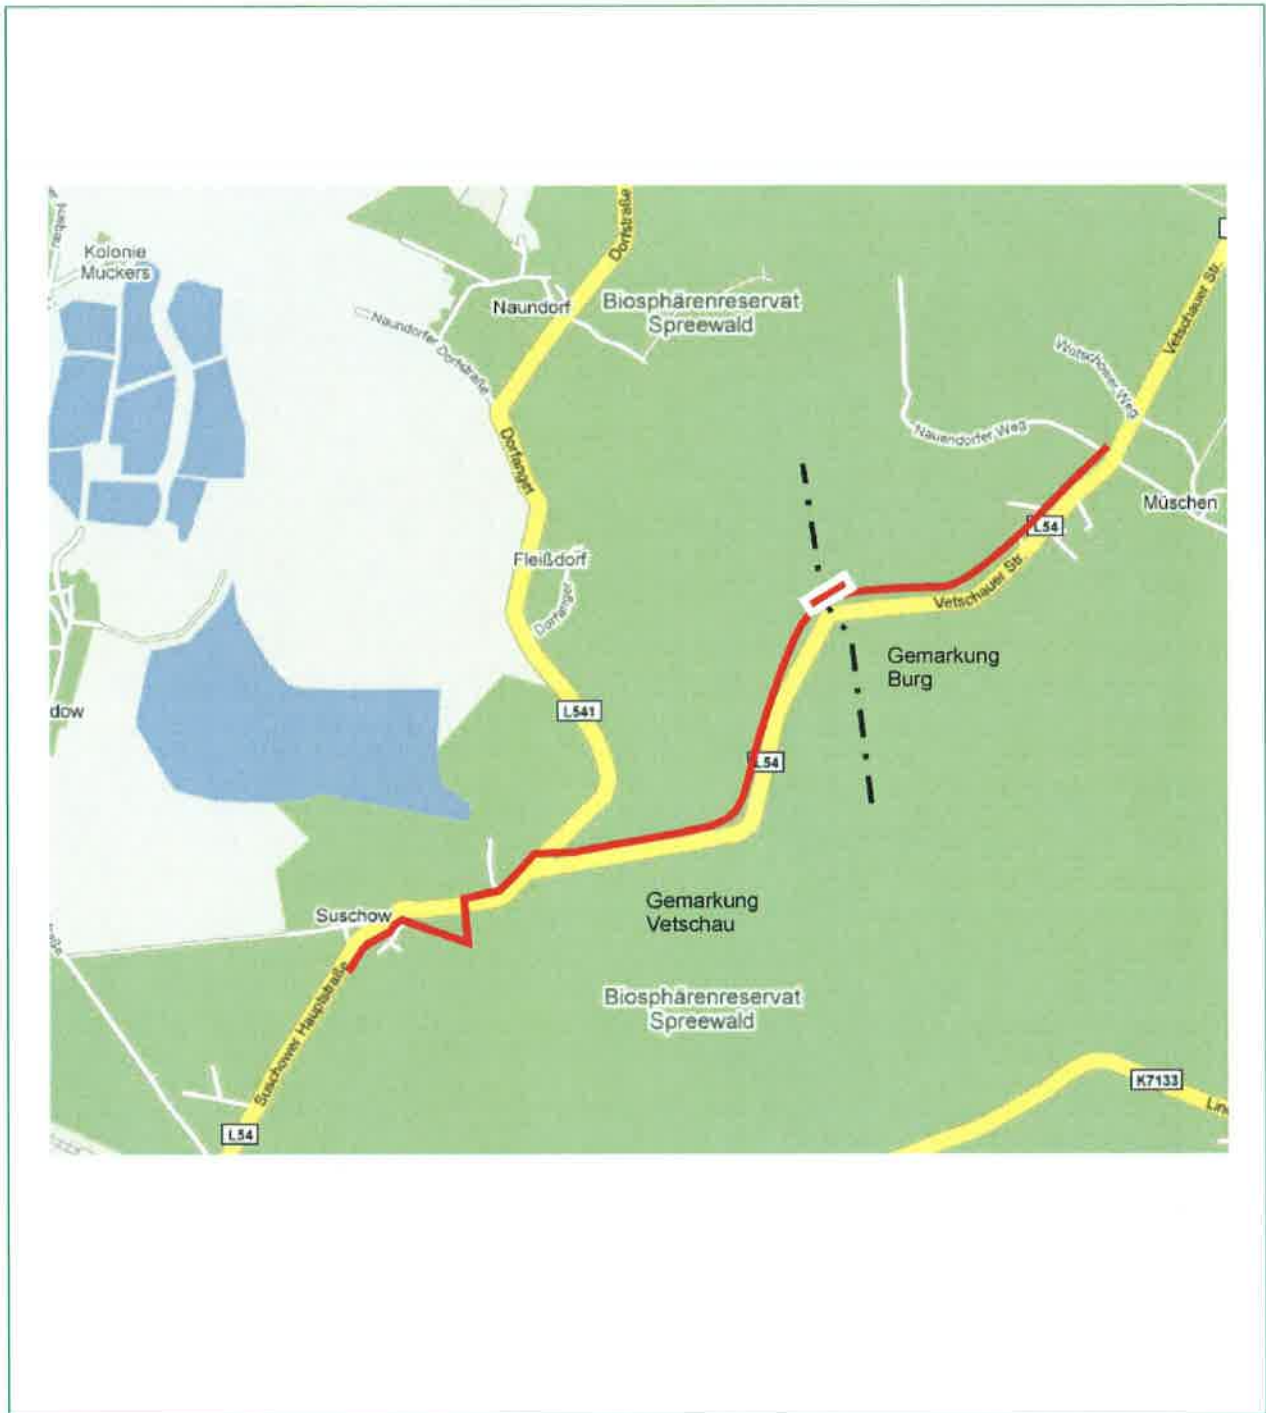 Dorfstraße
Kolonie
Muckers
Naundorf
Biosphärenreservat
Spreewald
Vetschauer Str.
Naundorfer Dorfstraße
Wotschower Weg
Nauendorfer Weg
Dorfanger
Müschen
L54
Fleißdorf
Dorfanger
Vetschauer Str.
Gemarkung
Burg
dow
L541
L54
Gemarkung
Vetschau
Suschow
Biosphärenreservat
Spreewald
Suschower Hauptstraße
K7133
L54